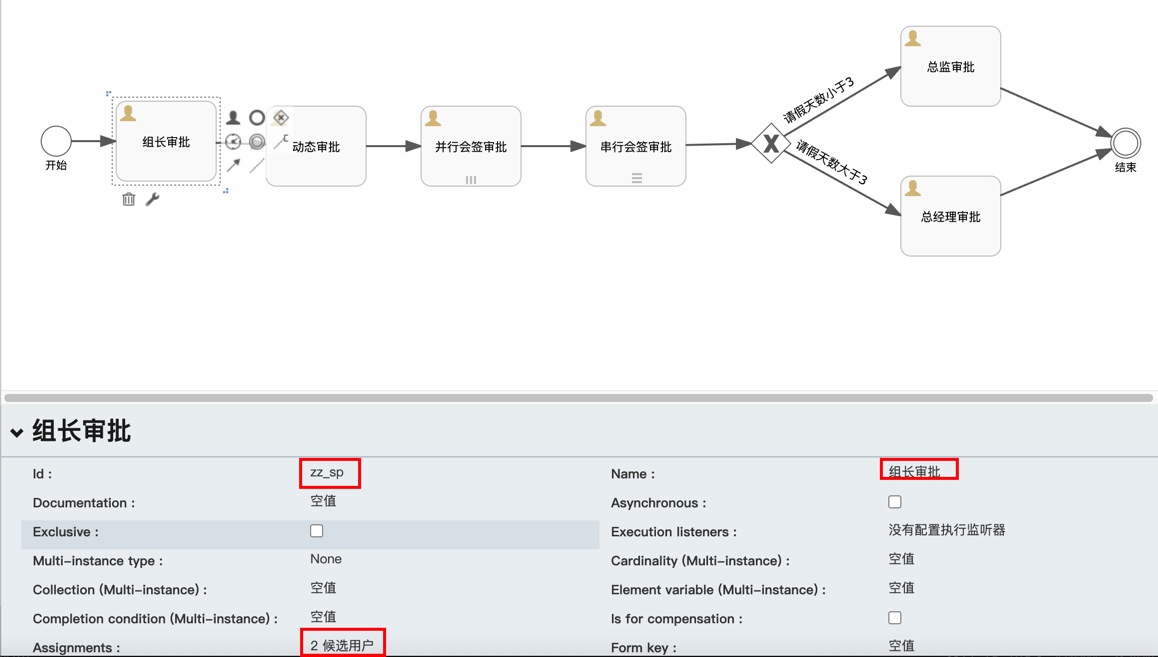 总监审批
请假天数小于3
开始
组长审批
动态审批
并行会签审批
串行会签审批
请假天数大于3
结束
总经理审批
组长审批
Id :
zz_sp
Name :
组长审批
Documentation :
空值
Asynchronous :
Exclusive :
Execution listeners :
没有配置执行监听器
Multi-instance type :
None
Cardinality (Multi-instance) :
空值
Collection (Multi-instance) :
空值
Element variable (Multi-instance) :
空值
Completion condition (Multi-instance) :
空值
Is for compensation :
Assignments :
2 候选用户
Form key :
空值